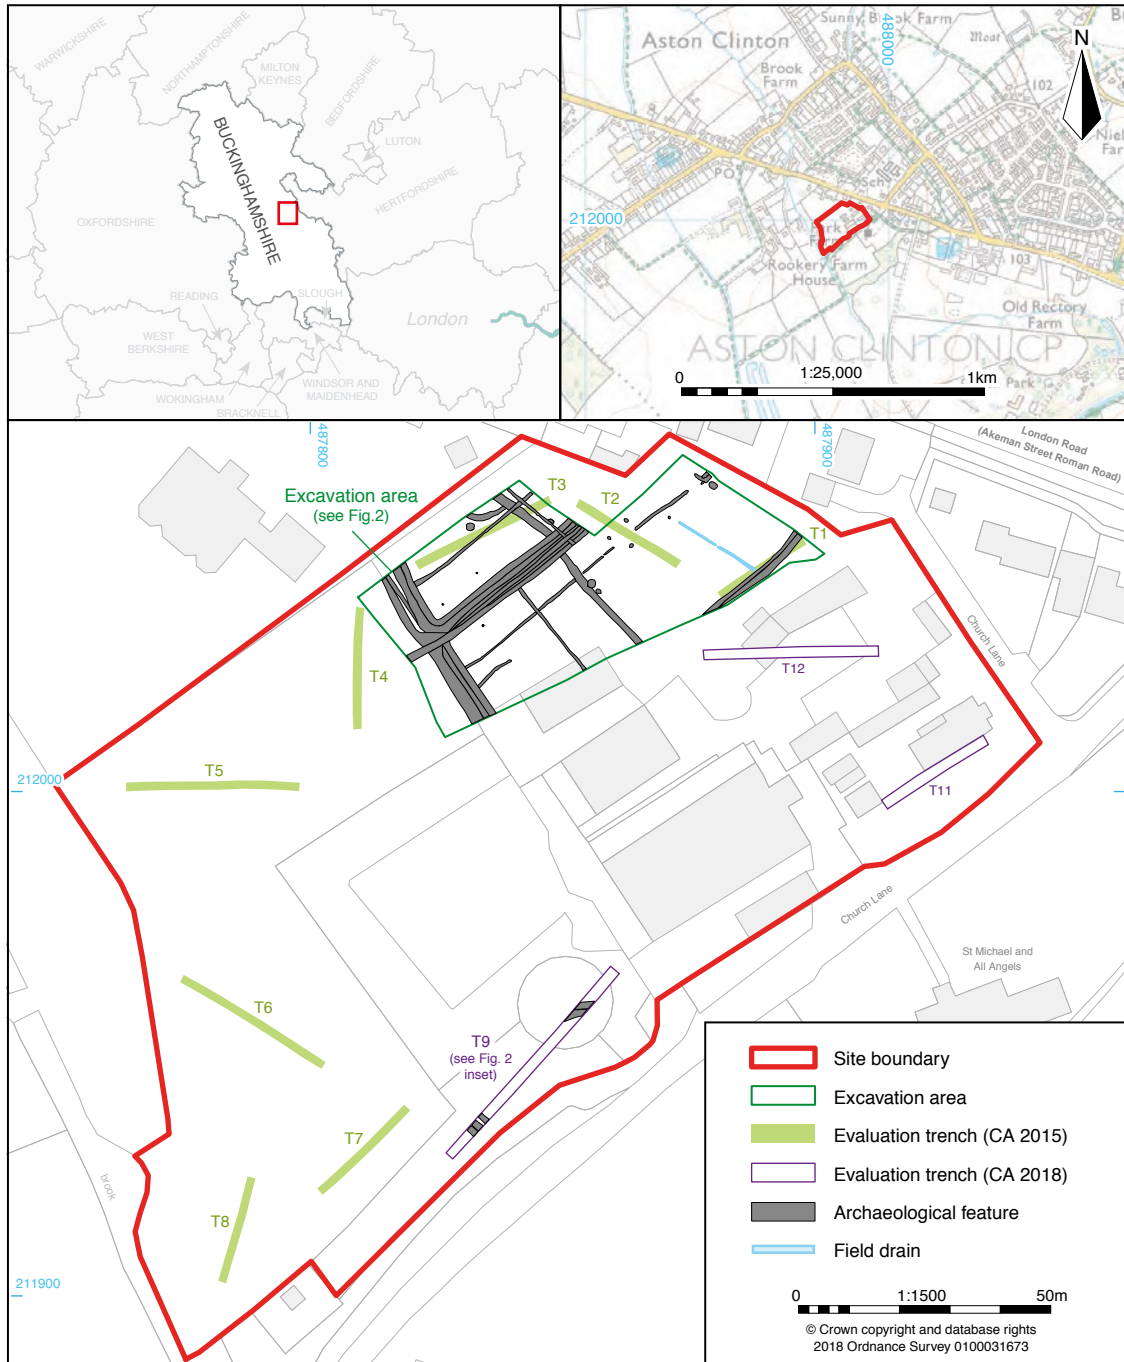 WARWICKSHIRE
NORTHAMPTONSHIRE
MILTON
KEYNES
BEDFORDSHIRE
LUTON
HERTFORDSHIRE
BUCKINGHAMSHIRE
OXFORDSHIRE
READING
SLOUGH
London
WEST
BERKSHIRE
WOKINGHAM
BRACKNELL
WINDSOR AND
MAIDENHEAD
Sunny Brook Farm
488000
Moat
N
Aston Clinton
Brook
Farm
102
PO
Sch
212000
Park
Farm
Rookery Farm
House
103
Old Rectory
Farm
ASTON CLINTON CP
Park
0
1:25,000
1km
487800
487900
London Road
(Akeman Street Roman Road)
Excavation area
(see Fig.2)
T3
T2
T1
Church Lane
T4
T12
T5
212000
T11
Church Lane
St Michael and
All Angels
T6
T9
(see Fig. 2
inset)
T7
brook
T8
211900
Site boundary
Excavation area
Evaluation trench (CA 2015)
Evaluation trench (CA 2018)
Archaeological feature
Field drain
0
1:1500
50m
© Crown copyright and database rights
2018 Ordnance Survey 0100031673